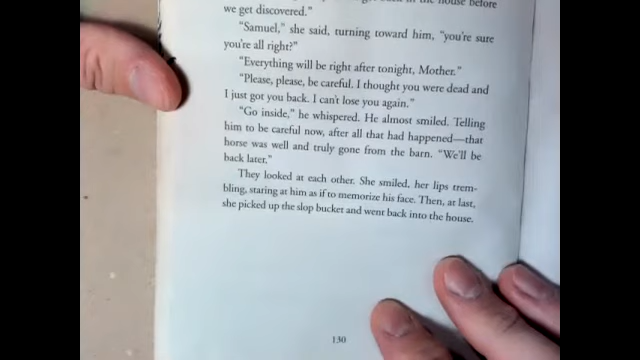 in the house before
we get discovered."
"Samuel," she said, turning toward him, "you're sure
you're all right?"
"Everything will be right after tonight, Mother."
"Please, please, be careful. I thought you were dead and
I just got you back. I can't lose you again."
"Go inside," he whispered. He almost smiled. Telling
him to be careful now, after all that had happened—that
horse was well and truly gone from the barn. "We'll be
back later."
They looked at each other. She smiled, her lips trem-
bling, staring at him as if to memorize his face. Then, at last,
she picked up the slop bucket and went back into the house.
130